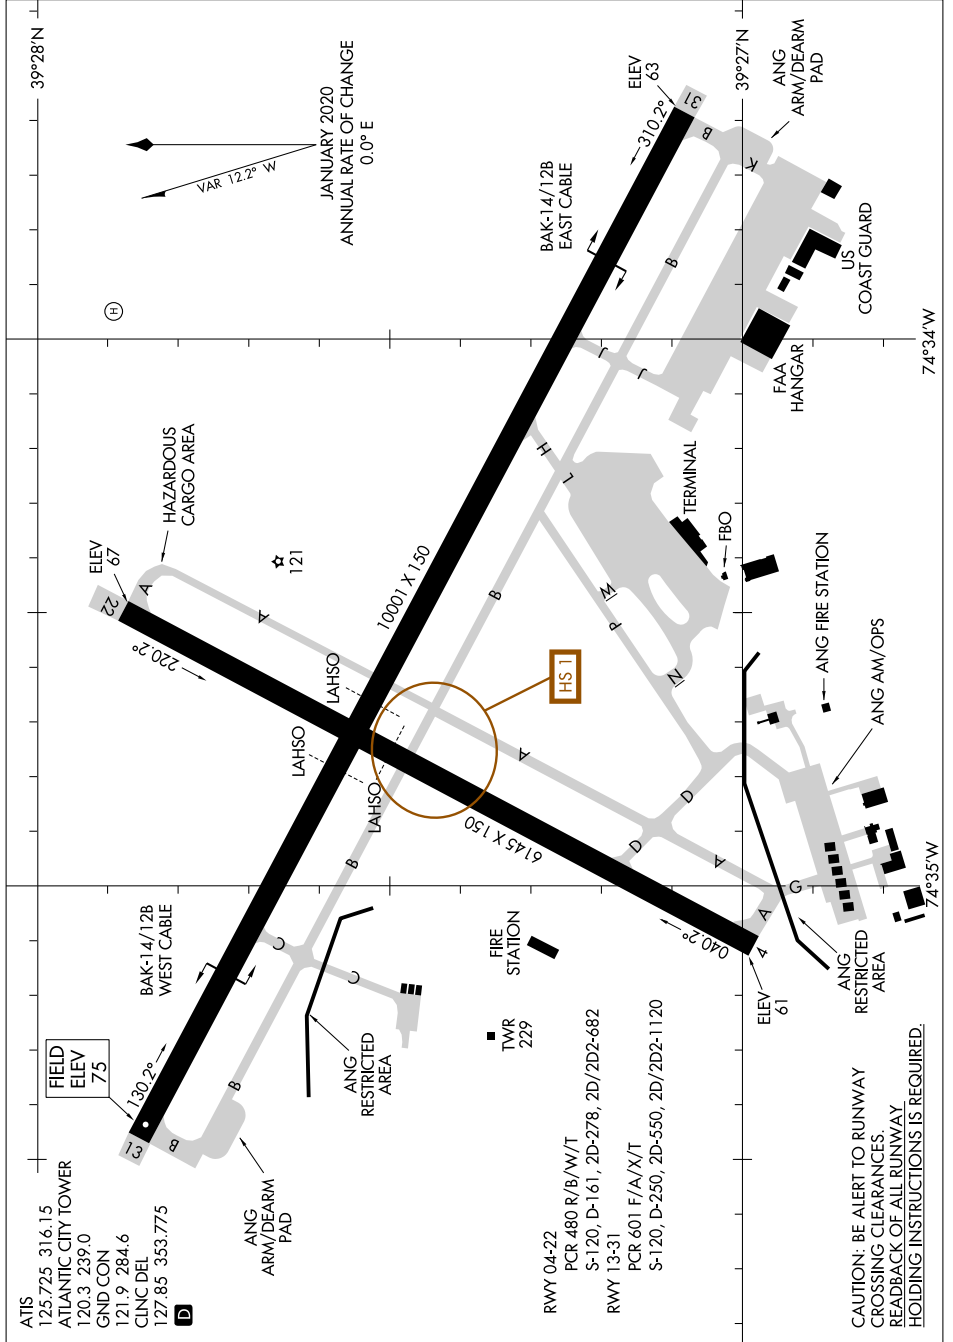 ATIS
125.725 316.15
ATLANTIC CITY TOWER
120.3 239.0
GND CON
121.9 284.6
CLNC DEL
127.85 353.775
D
FIELD
ELEV
75
13
130.2°
B
ANG
ARM/DEARM
PAD
B
BAK-14/12B
WEST CABLE
C
C
ANG
RESTRICTED
AREA
B
TWR
229
FIRE
STATION
LAHSO
LAHSO
LAHSO
HS 1
ELEV
67
22
220.2°
A
HAZARDOUS
CARGO AREA
A
121
H
10001 X 150
6145 X 150
B
A
D
D
A
G
A
4
040.2°
ELEV
61
N
P
M
L
H
J
J
B
BAK-14/12B
EAST CABLE
310.2°
ELEV
63
31
B
K
ANG
ARM/DEARM
PAD
VAR 12.2° W
JANUARY 2020
ANNUAL RATE OF CHANGE
0.0° E
39°28'N
39°27'N
74°34'W
74°35'W
US
COAST GUARD
FAA
HANGAR
TERMINAL
FBO
ANG FIRE STATION
ANG AM/OPS
ANG
RESTRICTED
AREA
RWY 04-22
PCR 480 R/B/W/T
S-120, D-161, 2D-278, 2D/2D2-682
RWY 13-31
PCR 601 F/A/X/T
S-120, D-250, 2D-550, 2D/2D2-1120
CAUTION: BE ALERT TO RUNWAY
CROSSING CLEARANCES.
READBACK OF ALL RUNWAY
HOLDING INSTRUCTIONS IS REQUIRED.